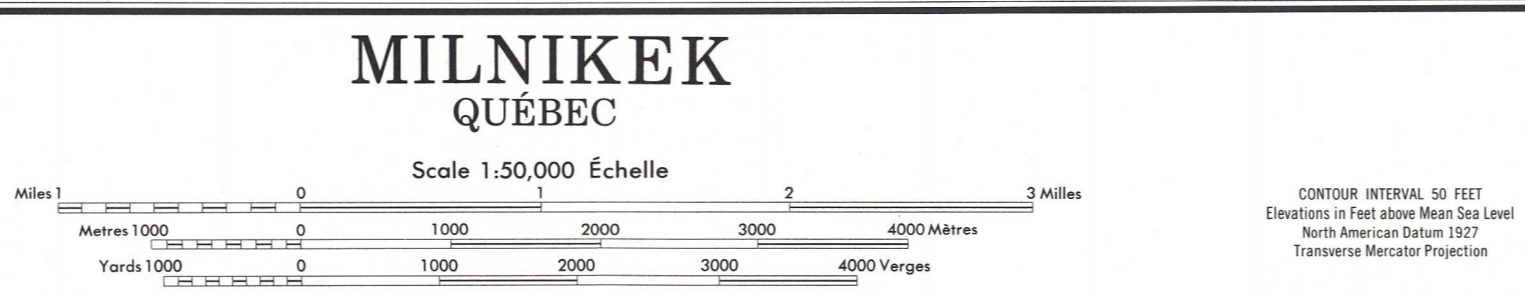 MILNIKEK
QUÉBEC
Scale 1:50,000 Échelle
Miles 1 0 1 2 3 Milles
Metres 1000 0 1000 2000 3000 4000 Mètres
Yards 1000 0 1000 2000 3000 4000 Verges
CONTOUR INTERVAL 50 FEET
Elevations in Feet above Mean Sea Level
North American Datum 1927
Transverse Mercator Projection